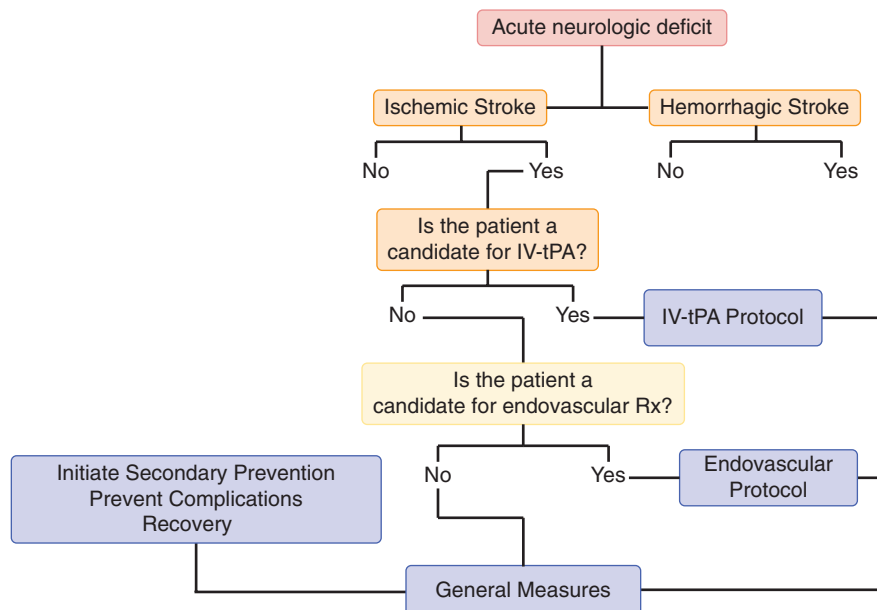 Acute neurologic deficit
Ischemic Stroke
Hemorrhagic Stroke
No
Yes
No
Yes
Is the patient a
candidate for IV-tPA?
No
Yes
IV-tPA Protocol
Is the patient a
candidate for endovascular Rx?
No
Yes
Endovascular
Protocol
Initiate Secondary Prevention
Prevent Complications
Recovery
General Measures